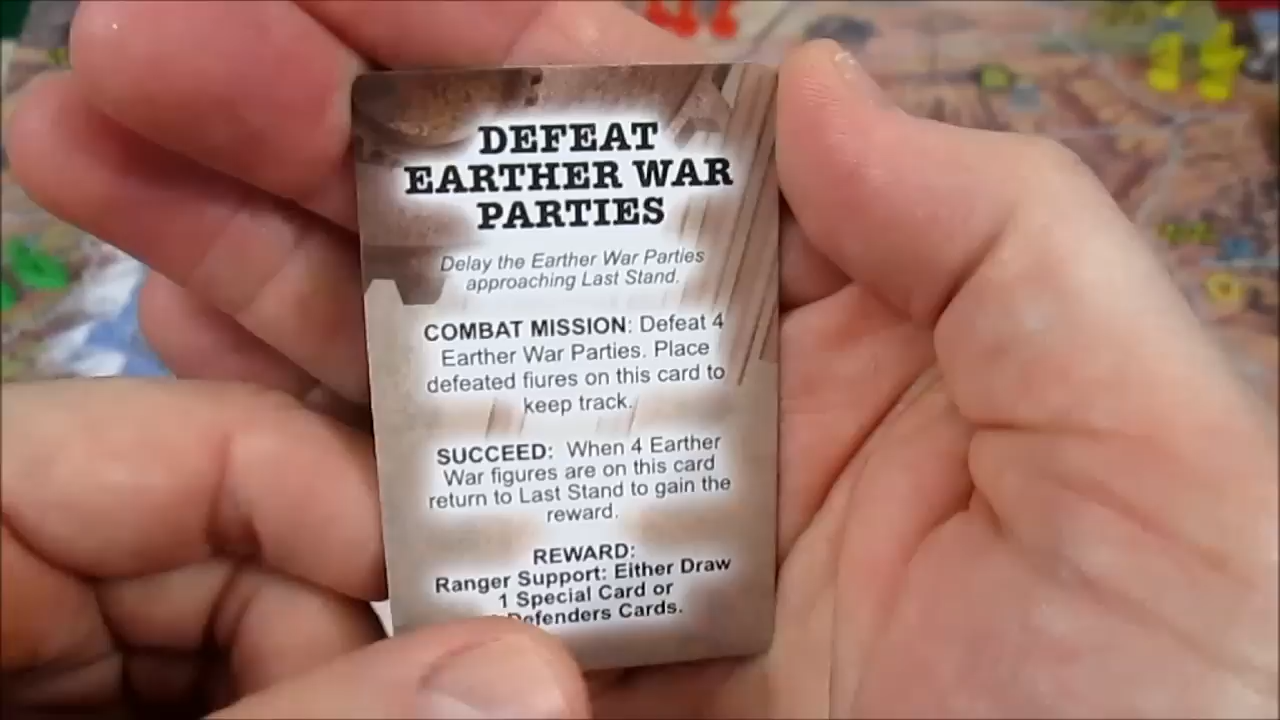 DEFEAT
EARTHER WAR
PARTIES
Delay the Earther War Parties
approaching Last Stand.
COMBAT MISSION: Defeat 4
Earther War Parties. Place
defeated fiures on this card to
keep track.
SUCCEED: When 4 Earther
War figures are on this card
return to Last Stand to gain the
reward.
REWARD:
Ranger Support: Either Draw
1 Special Card or
Defenders Cards.